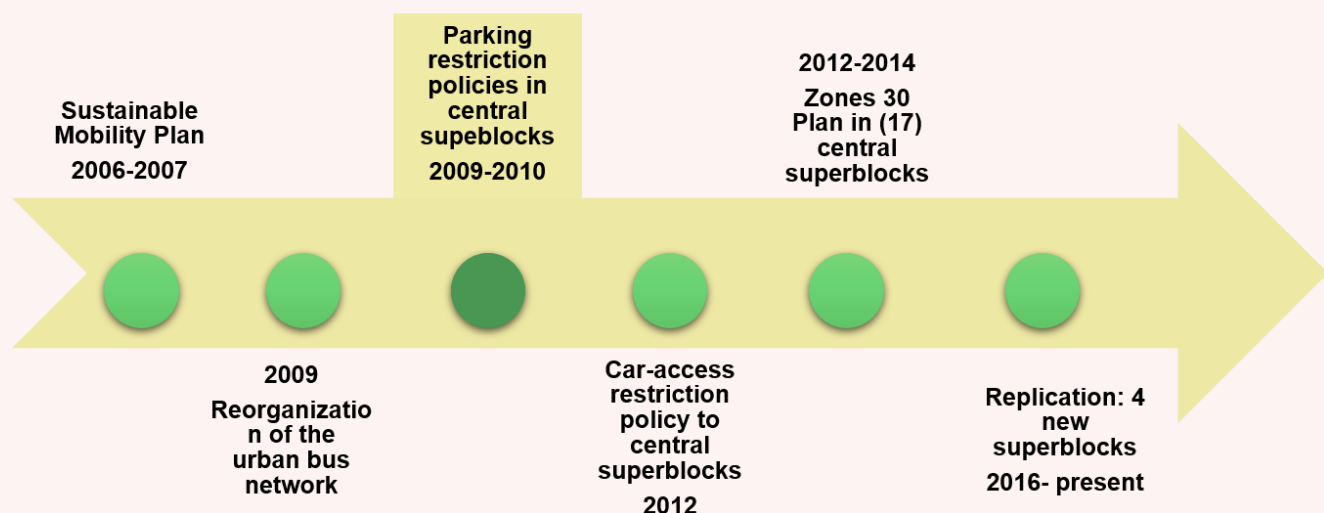 Sustainable
Mobility Plan
2006-2007
2009
Reorganizatio
n of the
urban bus
network
Parking
restriction
policies in
central
supeblocks
2009-2010
Car-access
restriction
policy to
central
superblocks
2012
2012-2014
Zones 30
Plan in (17)
central
superblocks
Replication: 4
new
superblocks
2016- present